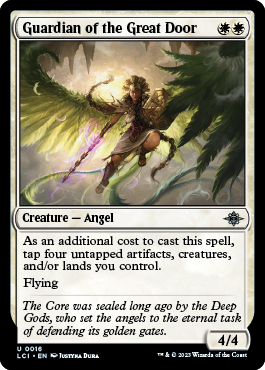 Guardian of the Great Door
Creature — Angel
As an additional cost to cast this spell,
tap four untapped artifacts, creatures,
and/or lands you control.
Flying
The Core was sealed long ago by the Deep
Gods, who set the angels to the eternal task
of defending its golden gates.
4/4
U 0016
LCI • EN Justyna Dura
™ & © 2023 Wizards of the Coast